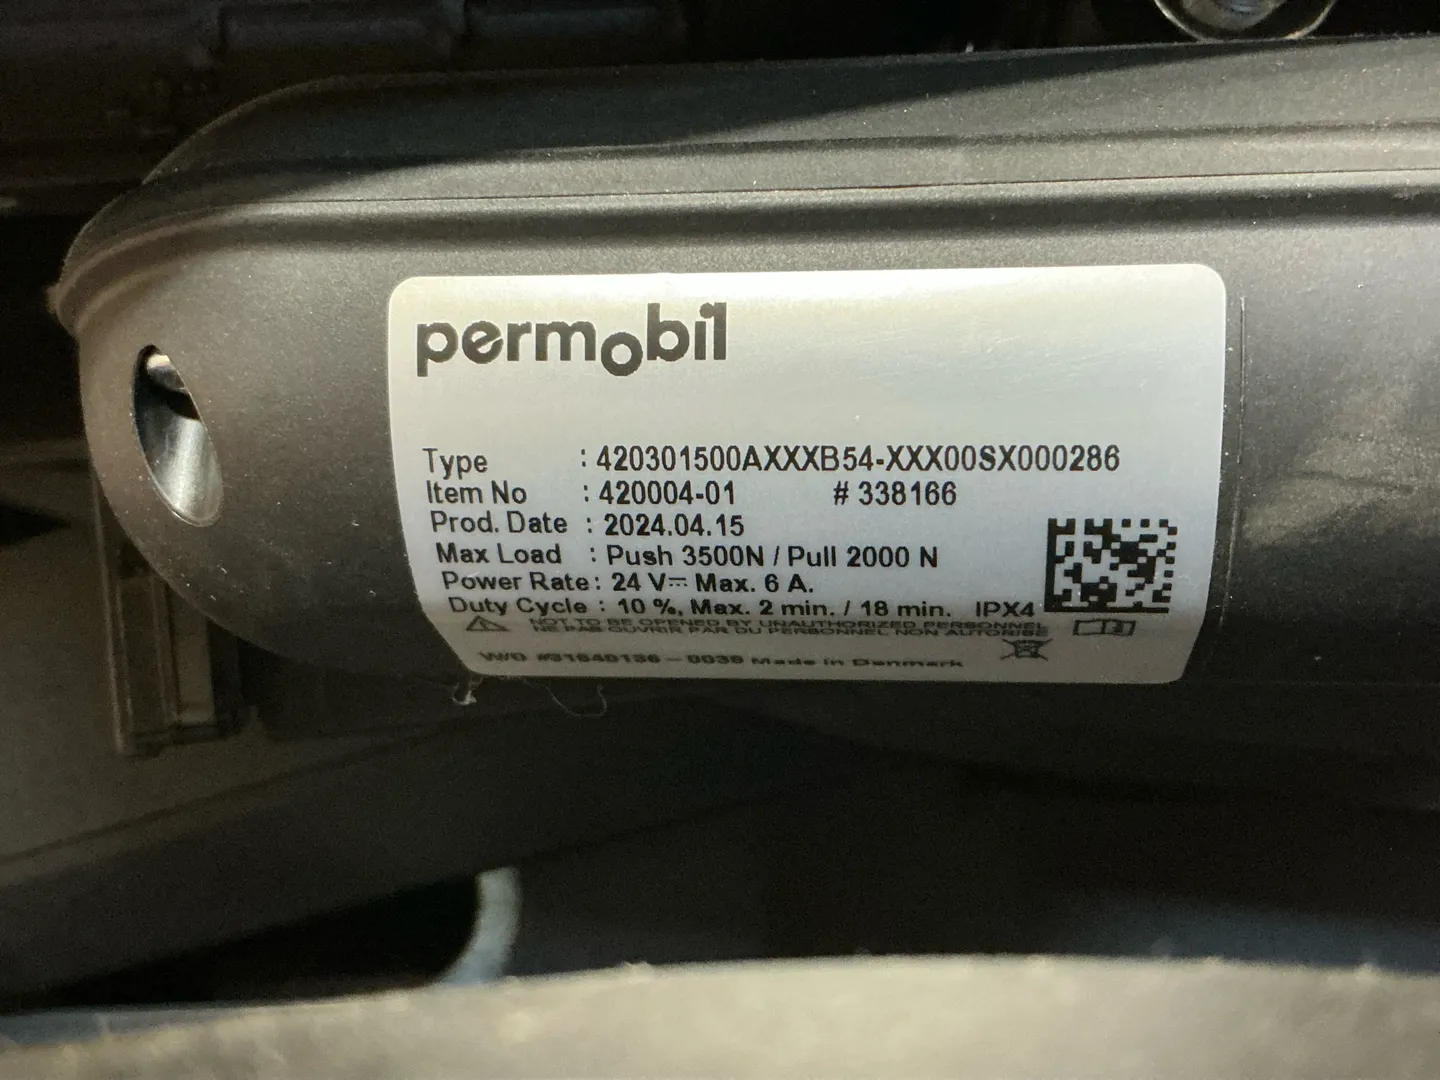 permobil
Type : 420301500AXXXB54-XXX00SX000286
Item No : 420004-01 # 338166
Prod. Date : 2024.04.15
Max Load : Push 3500N / Pull 2000 N
Power Rate : 24 V⎓ Max. 6 A.
Duty Cycle : 10 %, Max. 2 min. / 18 min. IPX4
NOT TO BE OPENED BY UNAUTHORIZED PERSONNEL
NE PAS OUVRIR PAR DU PERSONNEL NON AUTORISÉ
W/O #31640136 - 0039 Made in Denmark